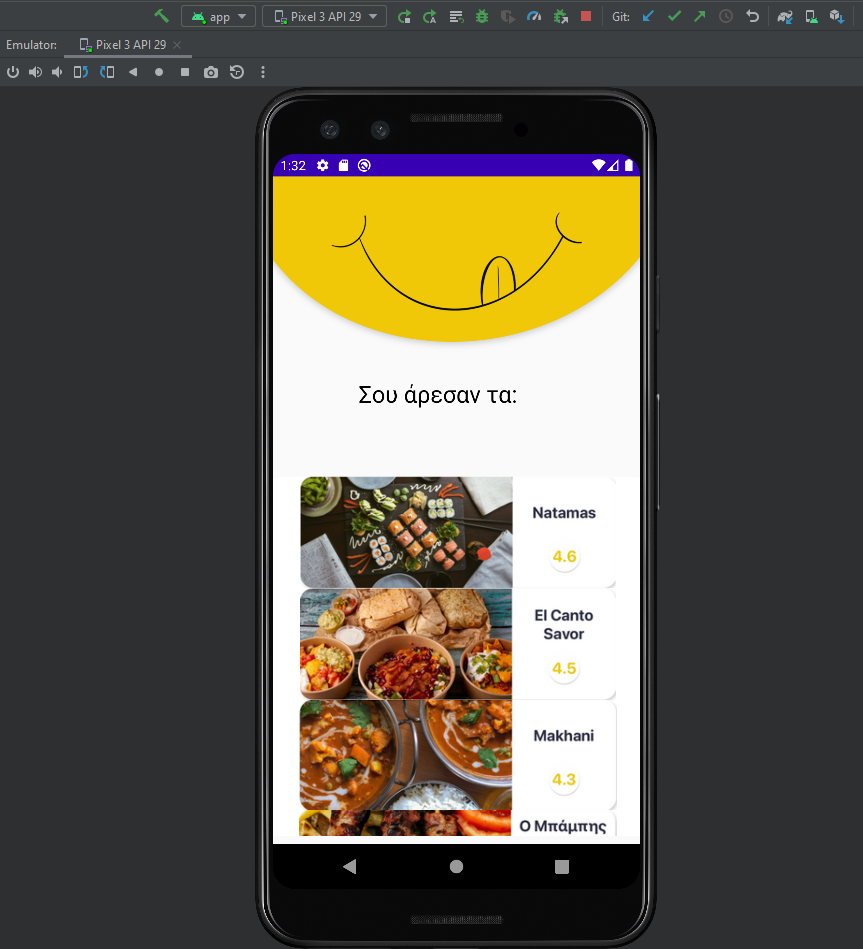 app
Pixel 3 API 29
Git:
Emulator:
Pixel 3 API 29
1:32
Σου άρεσαν τα:
Natamas
4.6
El Canto
Savor
4.5
Makhani
4.3
Ο Μπάμπης